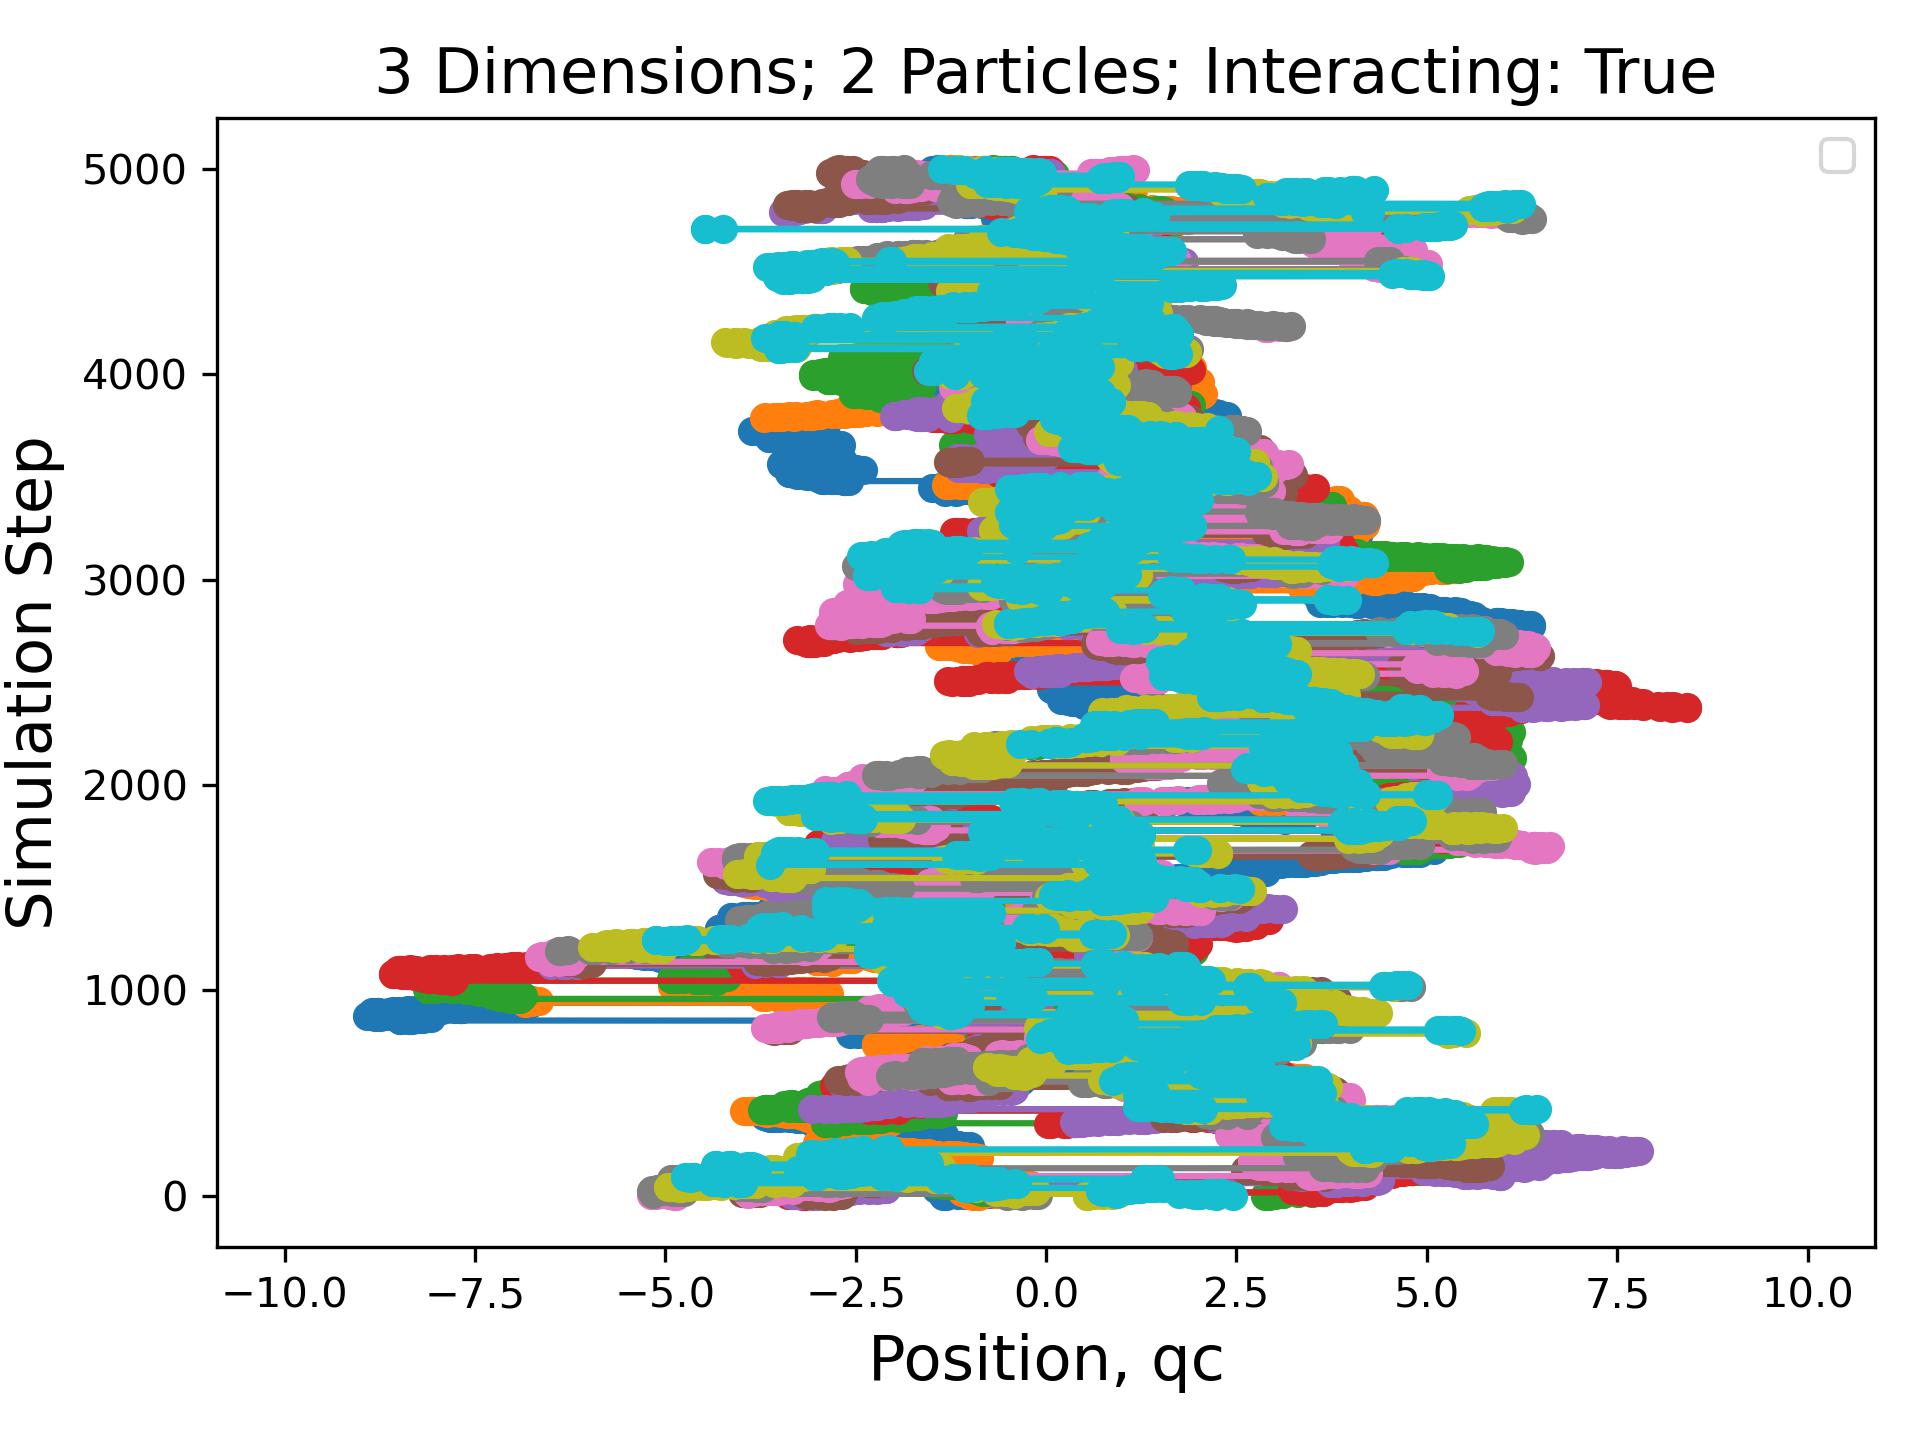 3 Dimensions; 2 Particles; Interacting: True
5000
4000
3000
2000
1000
0
Simulation Step
−10.0 −7.5 −5.0 −2.5 0.0 2.5 5.0 7.5 10.0
Position, qc